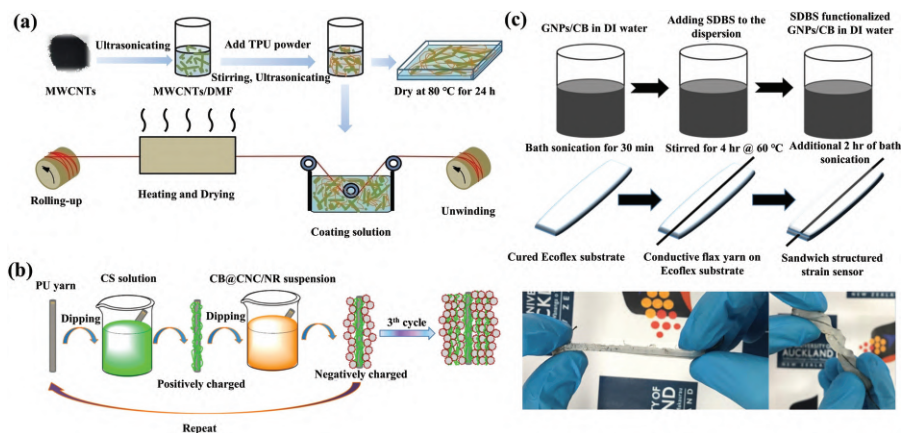 (a)
Ultrasonicating
Add TPU powder
Stirring, Ultrasonicating
MWCNTs
MWCNTs/DMF
Dry at 80 °C for 24 h
Rolling-up
Heating and Drying
Coating solution
Unwinding
(b)
PU yarn
CS solution
CB@CNC/NR suspension
Dipping
Dipping
3th cycle
Positively charged
Negatively charged
Repeat
(c)
GNPs/CB in DI water
Adding SDBS to the
dispersion
SDBS functionalized
GNPs/CB in DI water
Bath sonication for 30 min
Stirred for 4 hr @ 60 °C
Additional 2 hr of bath
sonication
Cured Ecoflex substrate
Conductive flax yarn on
Ecoflex substrate
Sandwich structured
strain sensor
AUCKLAND
NEW ZEALAND